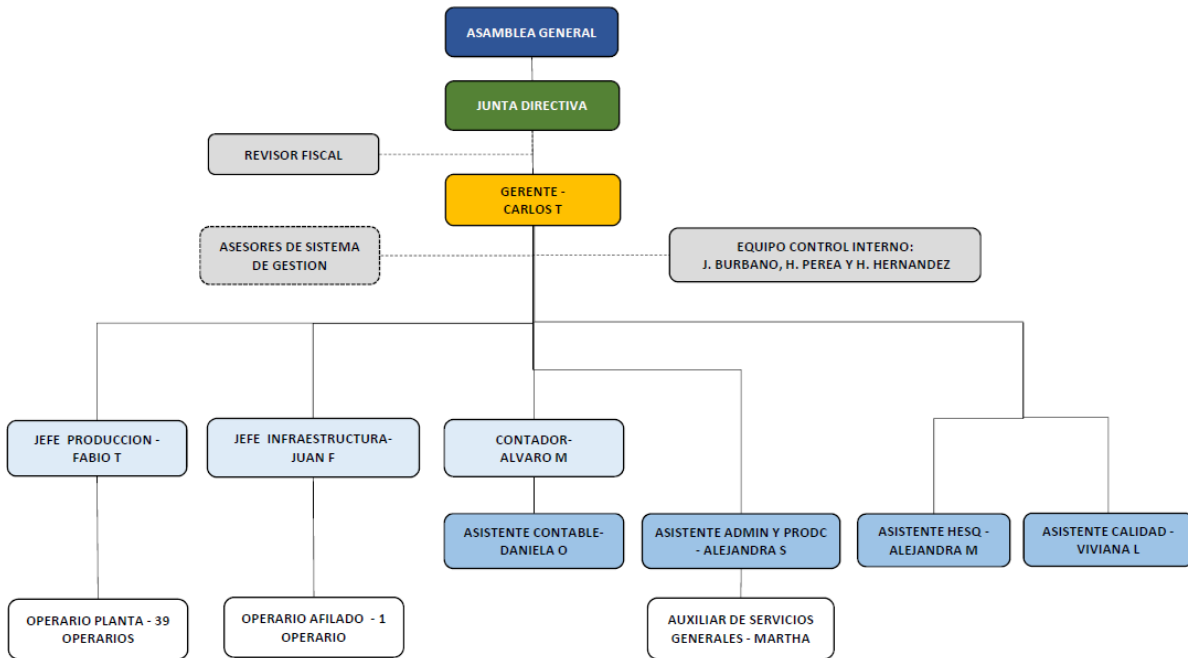 ASAMBLEA GENERAL
JUNTA DIRECTIVA
REVISOR FISCAL
GERENTE -
CARLOS T
ASESORES DE SISTEMA
DE GESTION
EQUIPO CONTROL INTERNO:
J. BURBANO, H. PEREA Y H. HERNANDEZ
JEFE PRODUCCION -
FABIO T
JEFE INFRAESTRUCTURA-
JUAN F
CONTADOR-
ALVARO M
ASISTENTE CONTABLE-
DANIELA O
ASISTENTE ADMIN Y PRODC
- ALEJANDRA S
ASISTENTE HESQ -
ALEJANDRA M
ASISTENTE CALIDAD -
VIVIANA L
OPERARIO PLANTA - 39
OPERARIOS
OPERARIO AFILADO - 1
OPERARIO
AUXILIAR DE SERVICIOS
GENERALES - MARTHA